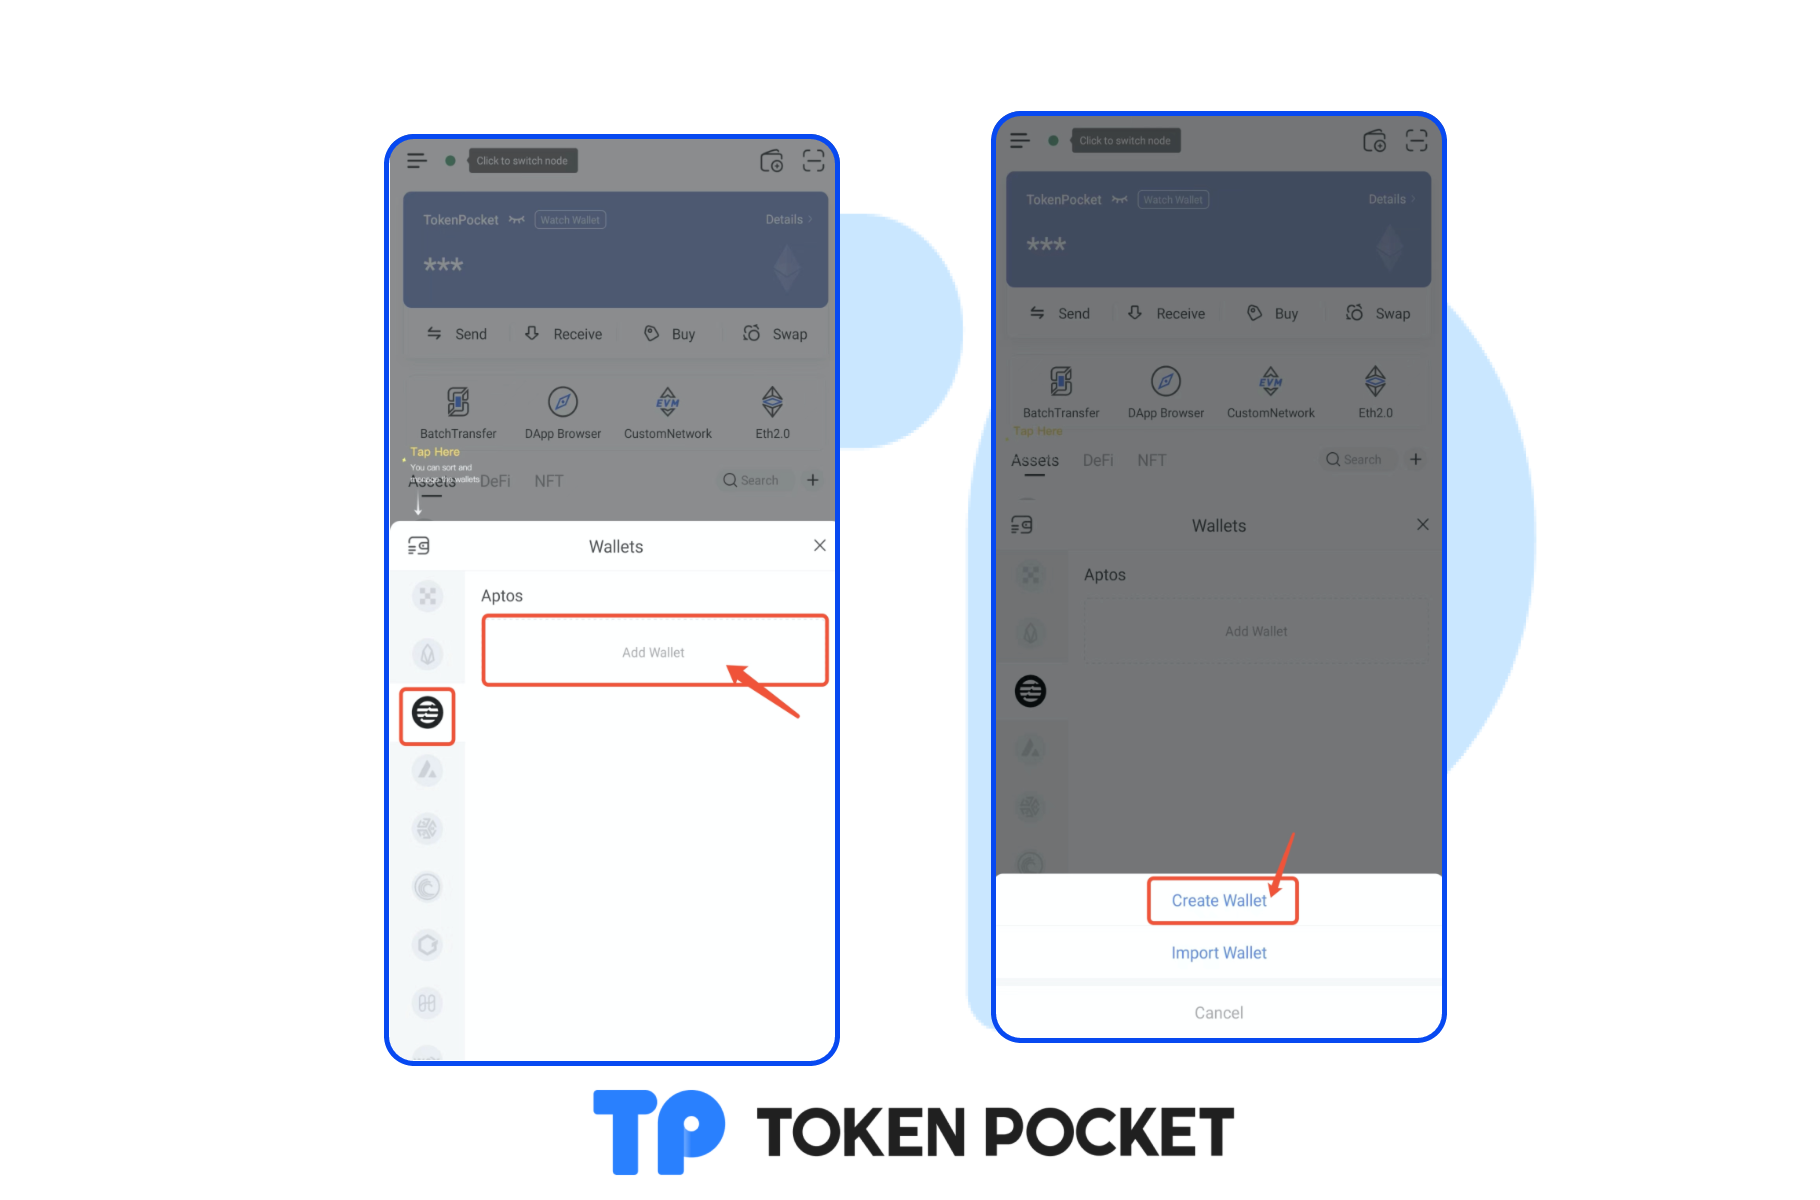 Click to switch node
TokenPocket Watch Wallet Details
***
Send Receive Buy Swap
BatchTransfer DApp Browser CustomNetwork Eth2.0
Tap Here
You can sort and
manage the wallets
Assets DeFi NFT Search
Wallets
Aptos
Add Wallet
Click to switch node
TokenPocket Watch Wallet Details
***
Send Receive Buy Swap
BatchTransfer DApp Browser CustomNetwork Eth2.0
EVM
EVM
Tap Here
Assets DeFi NFT Search
Wallets
Aptos
Add Wallet
Create Wallet
Import Wallet
Cancel
TP TOKEN POCKET